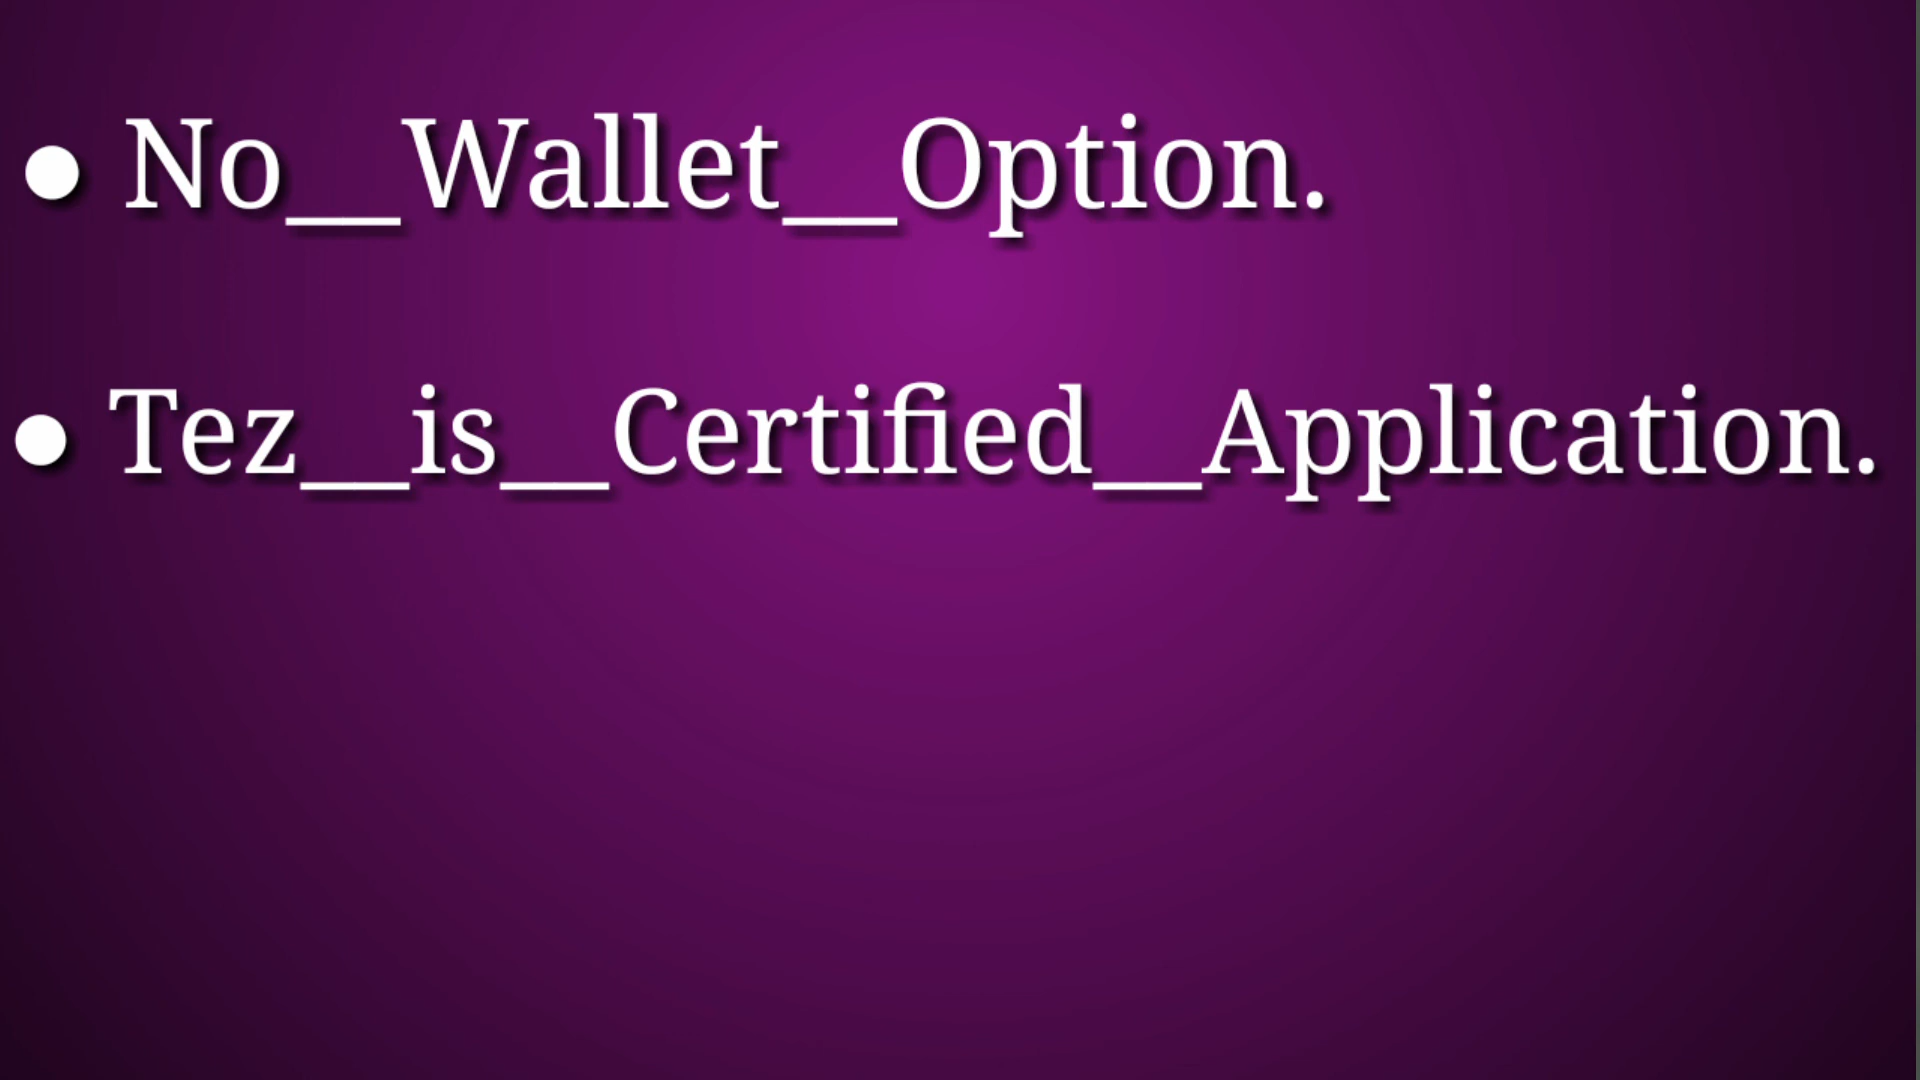 ● No__Wallet__Option.
● Tez__is__Certified__Application.